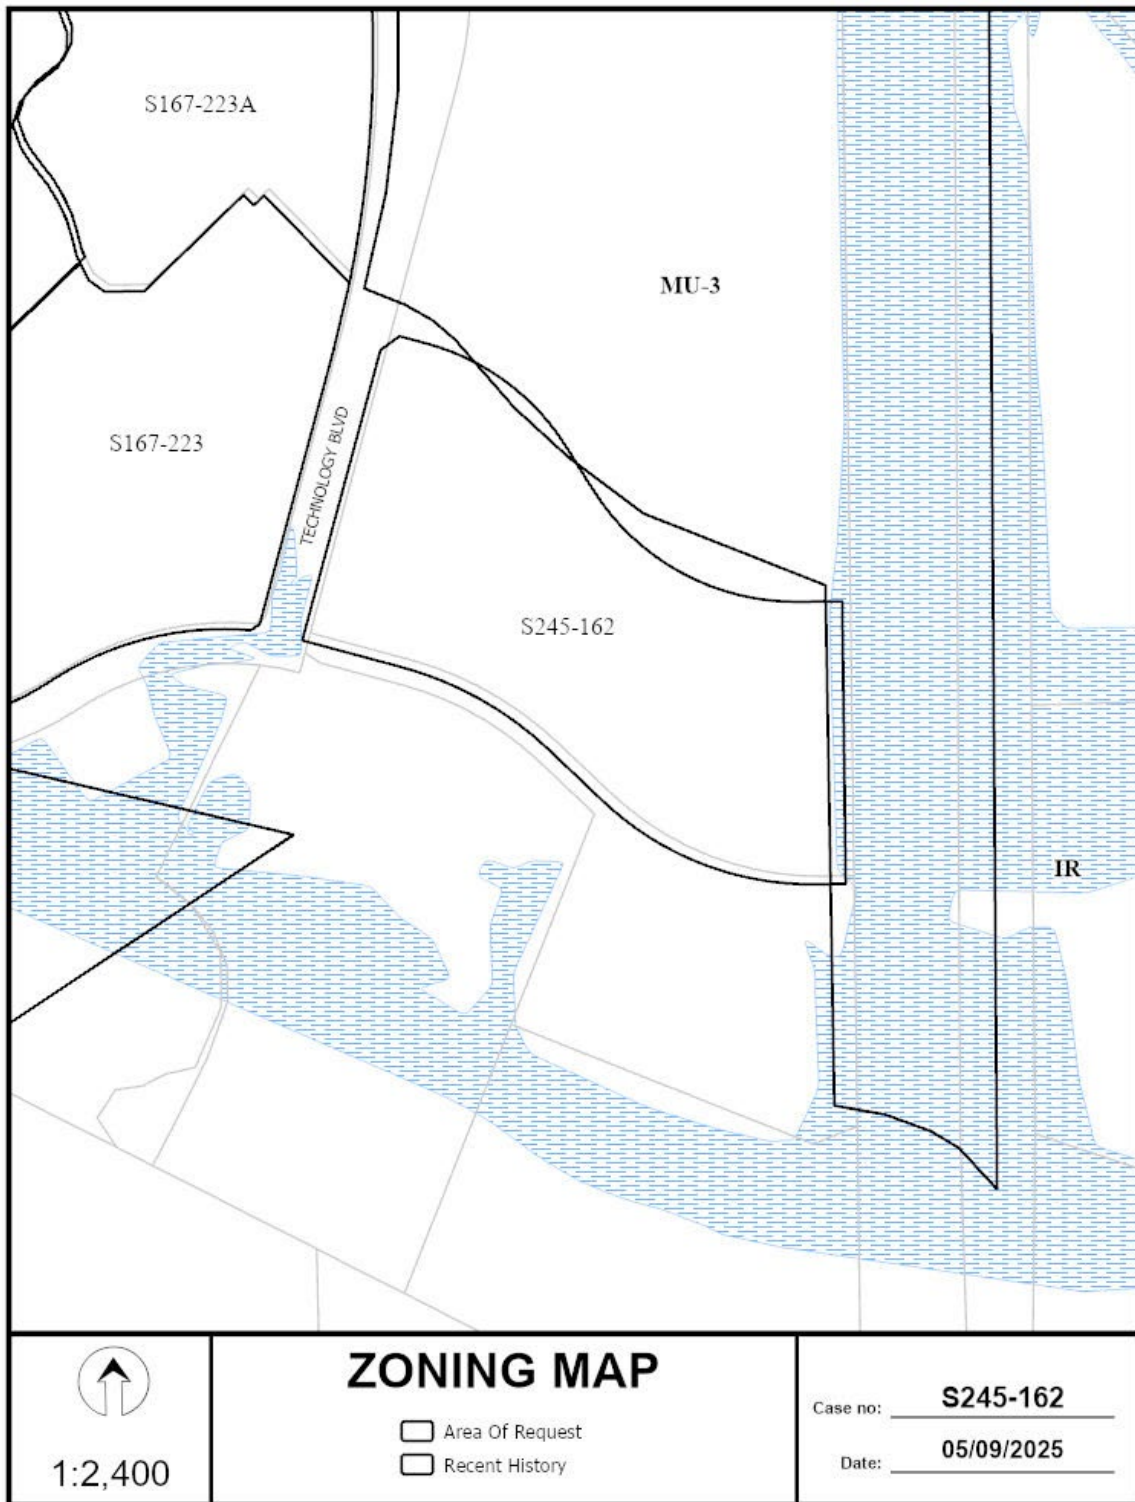 S167-223A
MU-3
S167-223
TECHNOLOGY BLVD
S245-162
IR
1:2,400
ZONING MAP
Area Of Request
Recent History
Case no: S245-162
Date: 05/09/2025